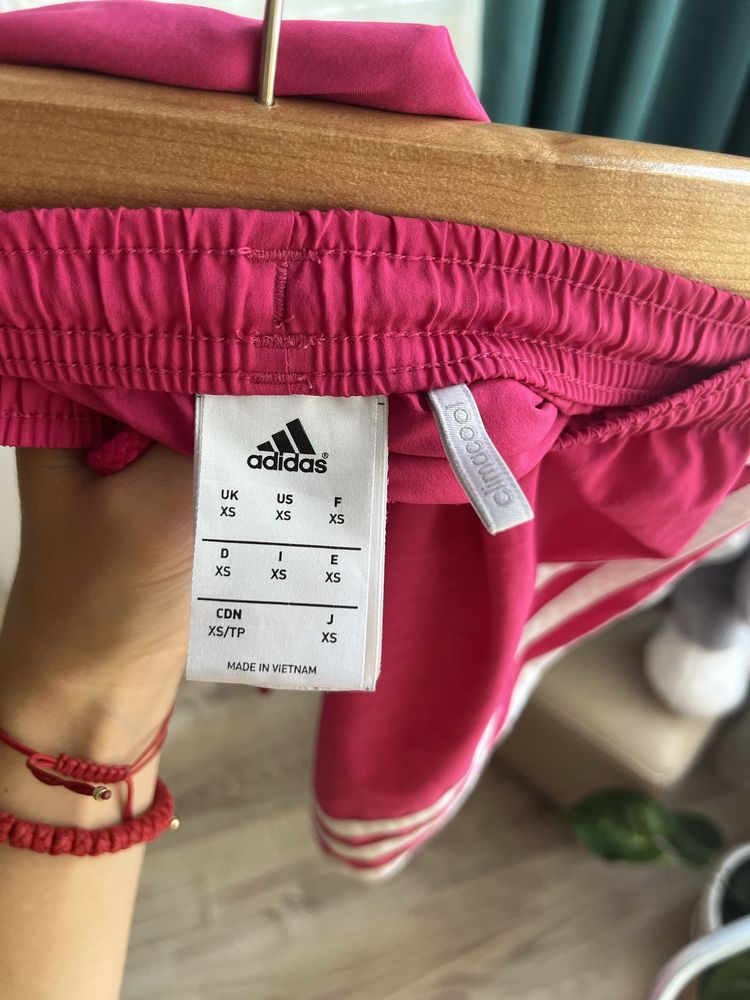 adidas
UK US F
XS XS XS
D I E
XS XS XS
CDN J
XS/TP XS
MADE IN VIETNAM
climacool